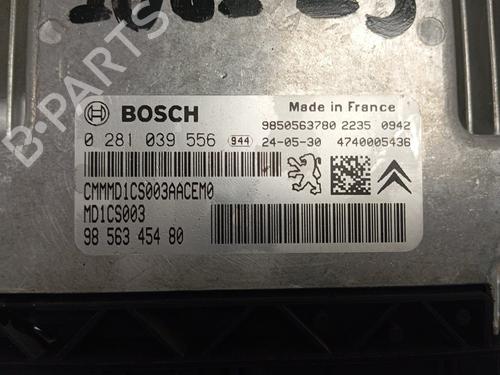 B-PARTS
BOSCH
Made in France
9850563780 2235 0942
0 281 039 556 944 24-05-30 4740005436
CMMMD1CS003AACEM0
MD1CS003
98 563 454 80